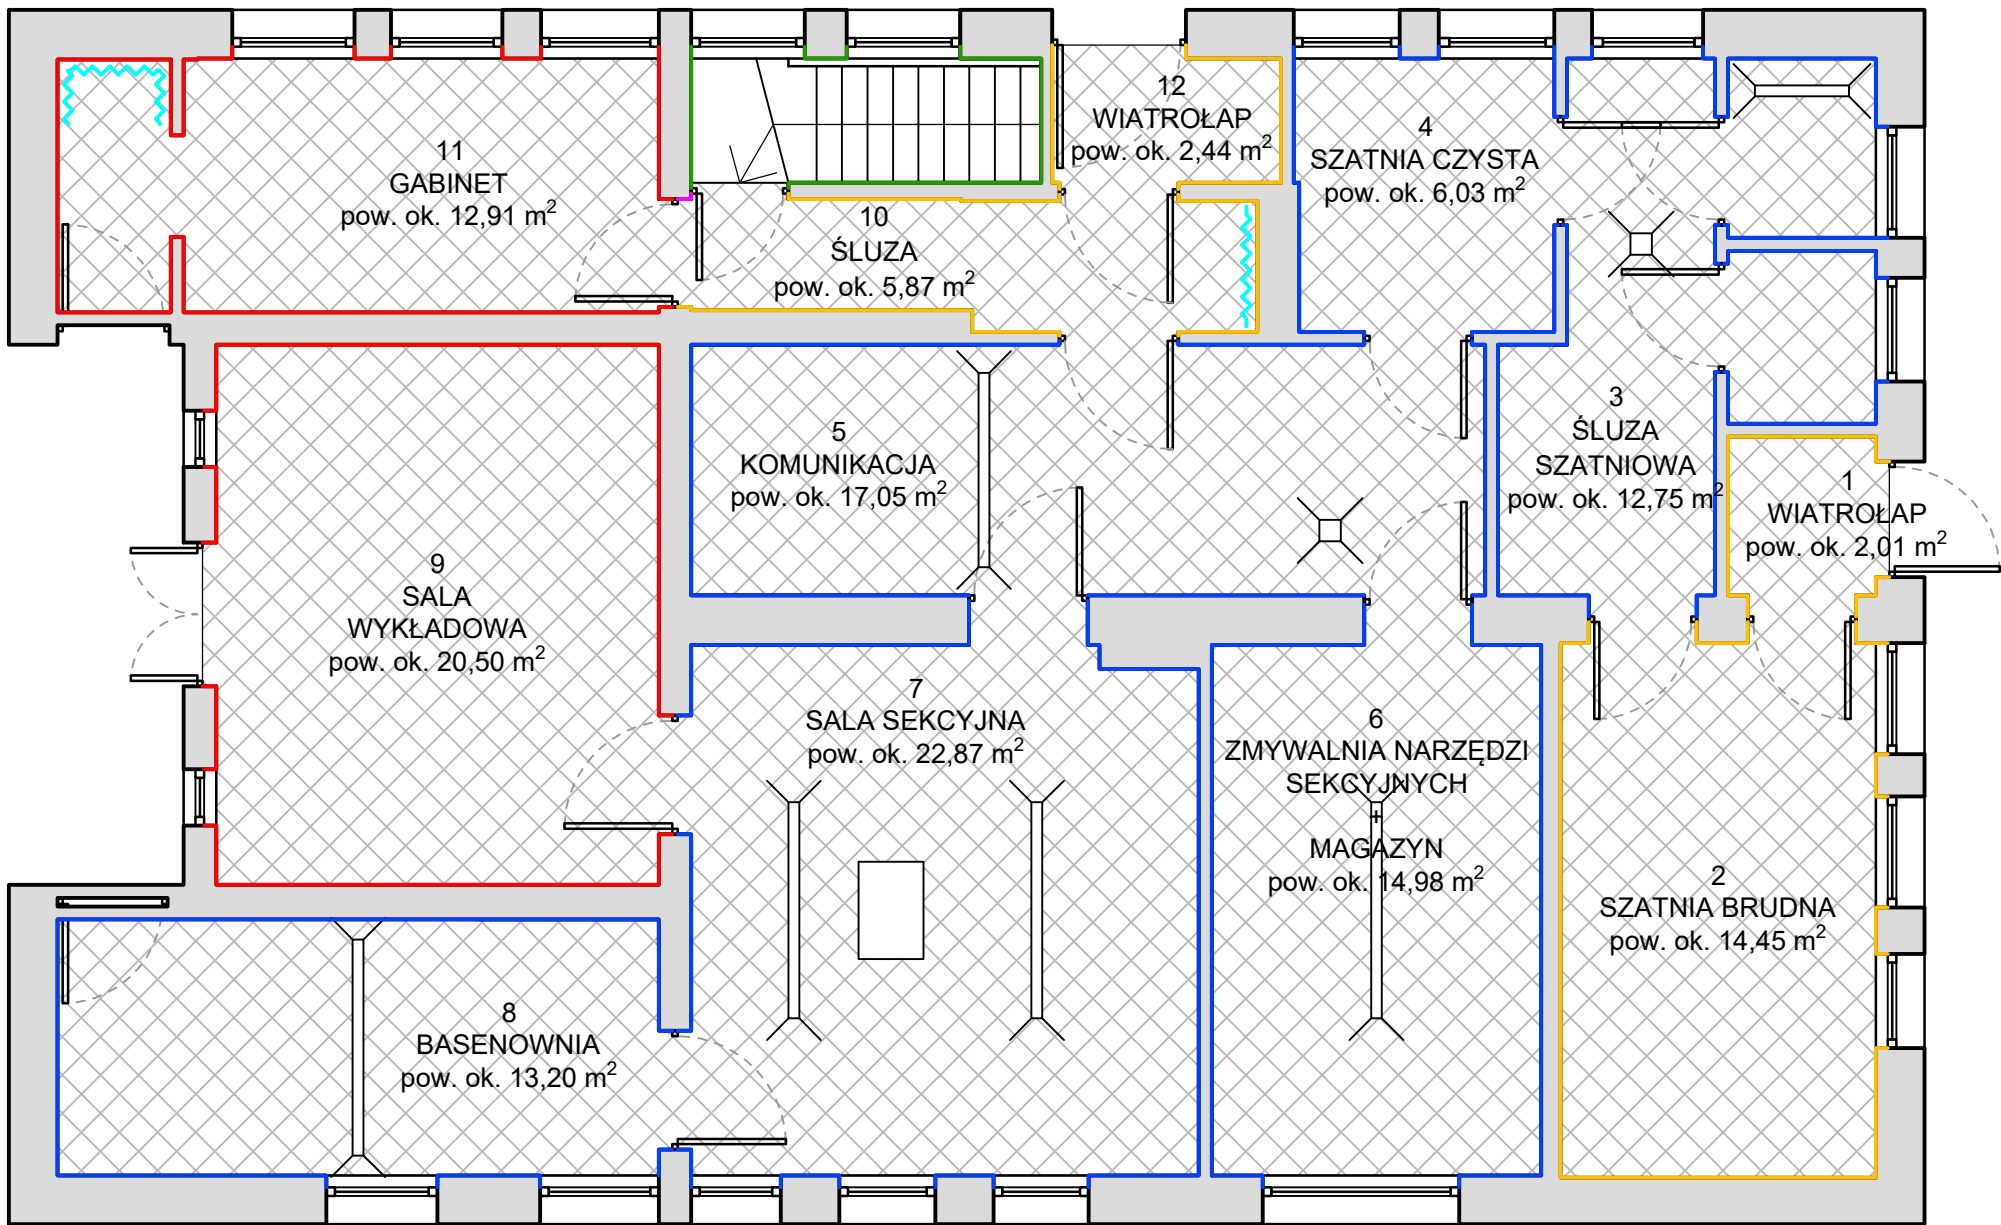 11
GABINET
pow. ok. 12,91 m²
12
WIATROŁAP
pow. ok. 2,44 m²
4
SZATNIA CZYSTA
pow. ok. 6,03 m²
10
ŚLUZA
pow. ok. 5,87 m²
5
KOMUNIKACJA
pow. ok. 17,05 m²
3
ŚLUZA
SZATNIOWA
pow. ok. 12,75 m²
1
WIATROŁAP
pow. ok. 2,01 m²
9
SALA
WYKŁADOWA
pow. ok. 20,50 m²
7
SALA SEKCYJNA
pow. ok. 22,87 m²
6
ZMYWALNIA NARZĘDZI
SEKCYJNYCH
+
MAGAZYN
pow. ok. 14,98 m²
2
SZATNIA BRUDNA
pow. ok. 14,45 m²
8
BASENOWNIA
pow. ok. 13,20 m²